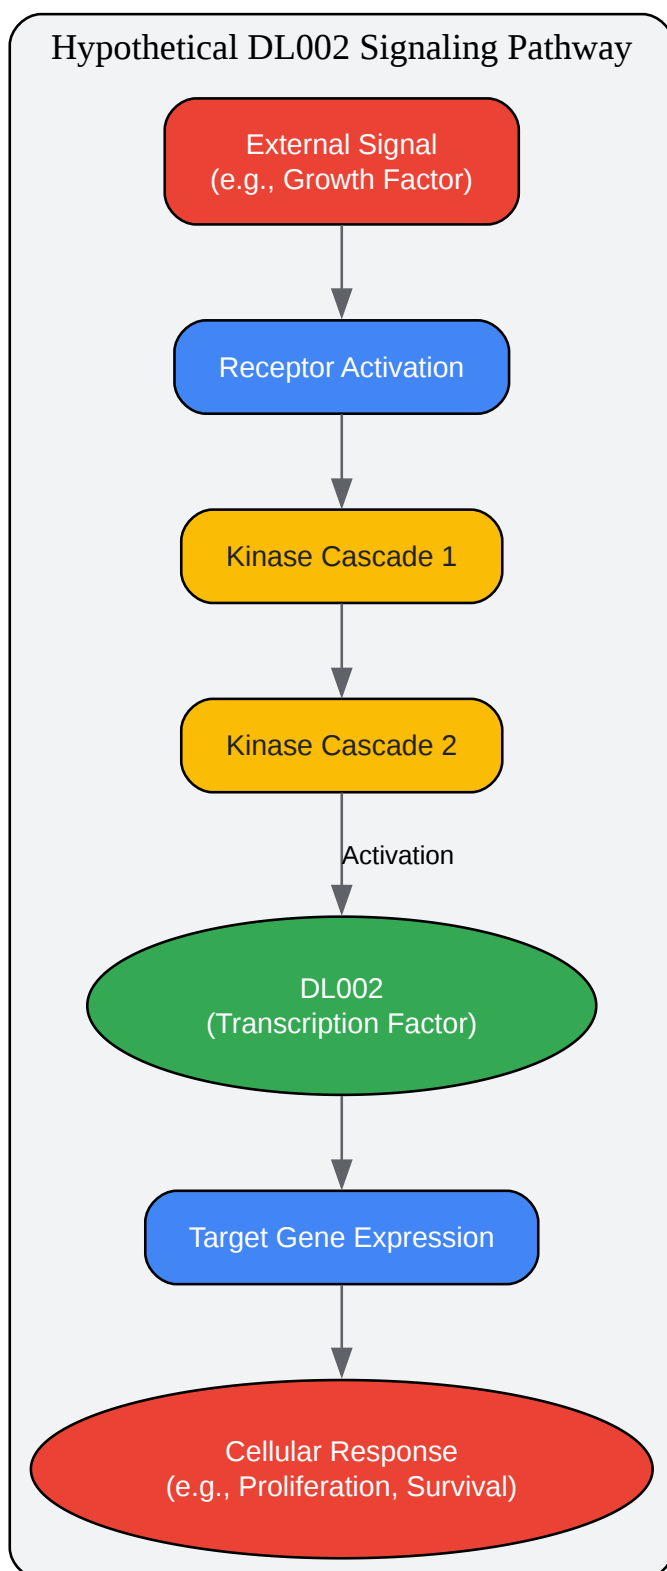 Hypothetical DL002 Signaling Pathway
External Signal
(e.g., Growth Factor)
Receptor Activation
Kinase Cascade 1
Kinase Cascade 2
Activation
DL002
(Transcription Factor)
Target Gene Expression
Cellular Response
(e.g., Proliferation, Survival)